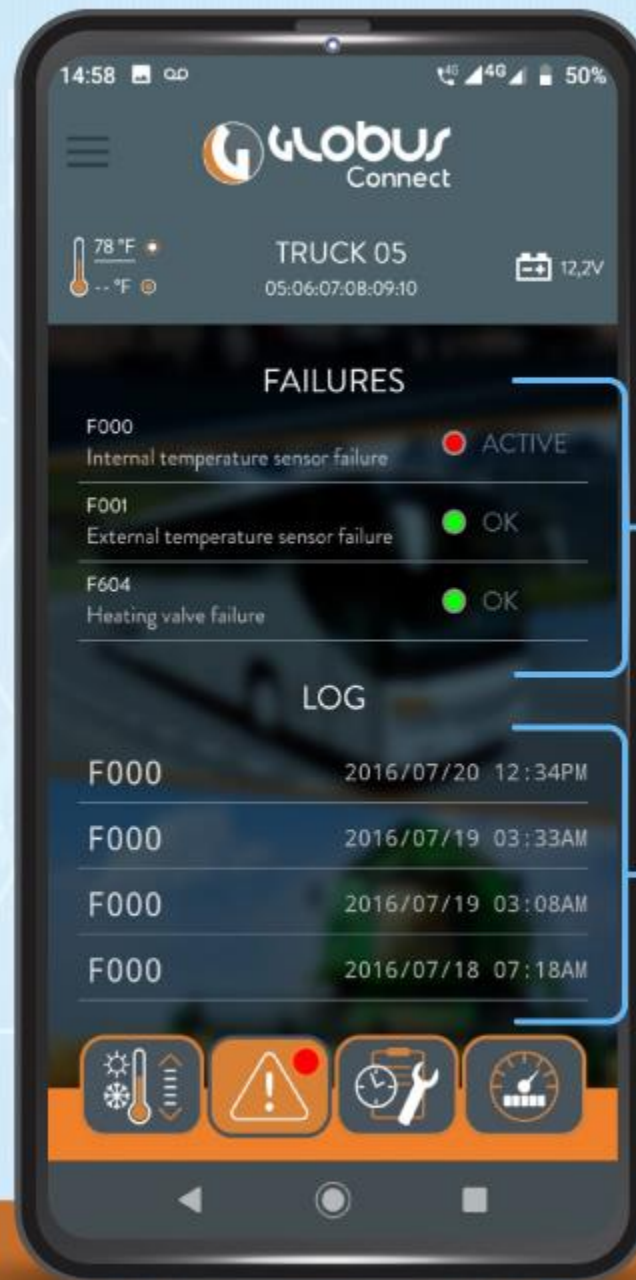 14:58
4G 4G 50%
GLOBUS
Connect
78 °F
-- °F
TRUCK 05
05:06:07:08:09:10
12,2V
FAILURES
F000
Internal temperature sensor failure
ACTIVE
F001
External temperature sensor failure
OK
F604
Heating valve failure
OK
LOG
F000 2016/07/20 12:34PM
F000 2016/07/19 03:33AM
F000 2016/07/19 03:08AM
F000 2016/07/18 07:18AM